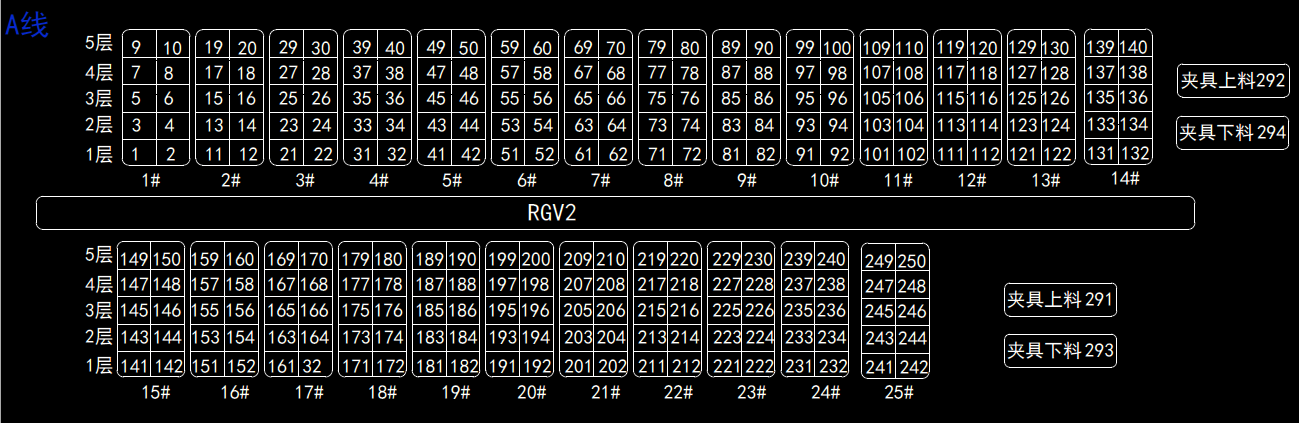 A线
5层 9 10 19 20 29 30 39 40 49 50 59 60 69 70 79 80 89 90 99 100 109 110 119 120 129 130 139 140
4层 7 8 17 18 27 28 37 38 47 48 57 58 67 68 77 78 87 88 97 98 107 108 117 118 127 128 137 138 夹具上料292
3层 5 6 15 16 25 26 35 36 45 46 55 56 65 66 75 76 85 86 95 96 105 106 115 116 125 126 135 136
2层 3 4 13 14 23 24 33 34 43 44 53 54 63 64 73 74 83 84 93 94 103 104 113 114 123 124 133 134 夹具下料294
1层 1 2 11 12 21 22 31 32 41 42 51 52 61 62 71 72 81 82 91 92 101 102 111 112 121 122 131 132
1# 2# 3# 4# 5# 6# 7# 8# 9# 10# 11# 12# 13# 14#
RGV2
5层 149 150 159 160 169 170 179 180 189 190 199 200 209 210 219 220 229 230 239 240 249 250
4层 147 148 157 158 167 168 177 178 187 188 197 198 207 208 217 218 227 228 237 238 247 248
3层 145 146 155 156 165 166 175 176 185 186 195 196 205 206 215 216 225 226 235 236 245 246 夹具上料291
2层 143 144 153 154 163 164 173 174 183 184 193 194 203 204 213 214 223 224 233 234 243 244
1层 141 142 151 152 161 32 171 172 181 182 191 192 201 202 211 212 221 222 231 232 241 242 夹具下料293
15# 16# 17# 18# 19# 20# 21# 22# 23# 24# 25#